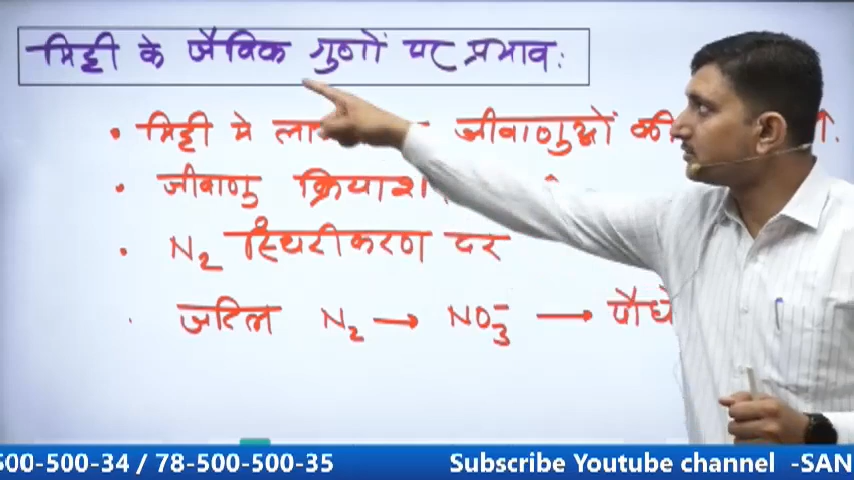 मिट्टी के जैविक गुणों पर प्रभाव :
• मिट्टी मे जीवाणुओं की
• जीवाणु
• N₂ स्थिरीकरण दर
जटिल N₂ → NO₃⁻ →
500-500-34 / 78-500-500-35 Subscribe Youtube channel -SAN